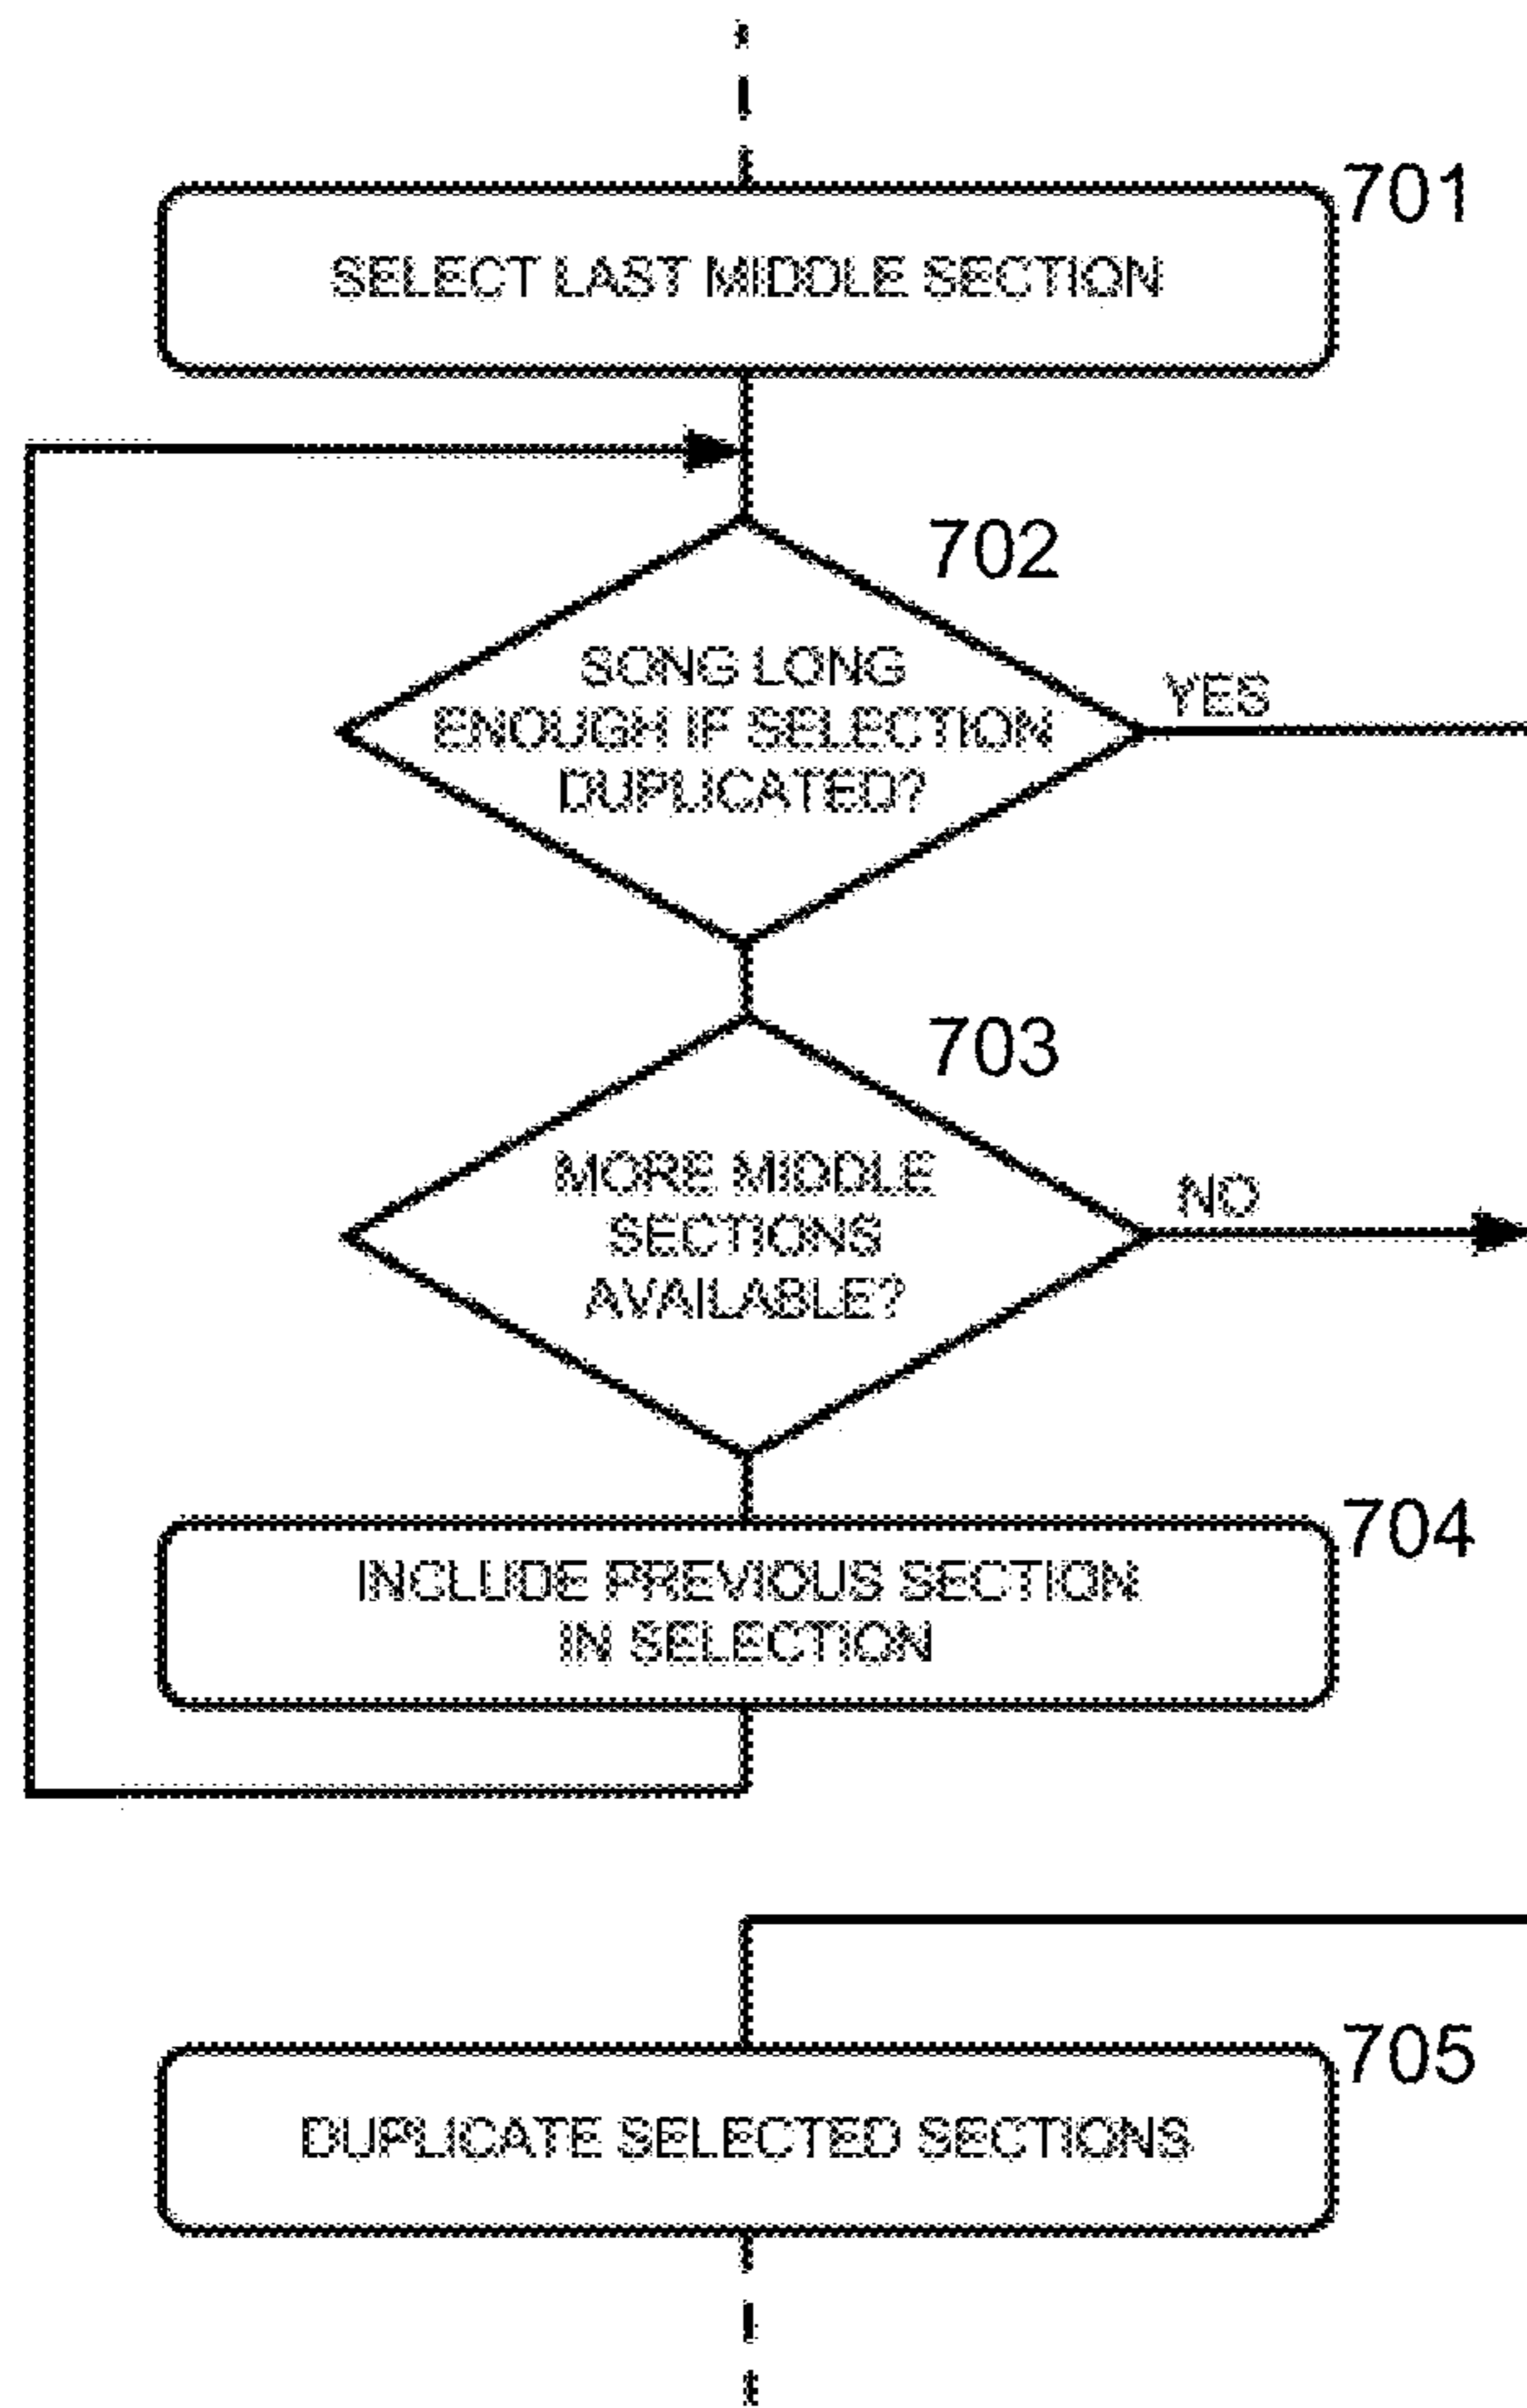 701
SELECT LAST MIDDLE SECTION
702
SONG LONG
ENOUGH IF SELECTION
DUPLICATED?
YES
703
MORE MIDDLE
SECTIONS
AVAILABLE?
NO
704
INCLUDE PREVIOUS SECTION
IN SELECTION
705
DUPLICATE SELECTED SECTIONS